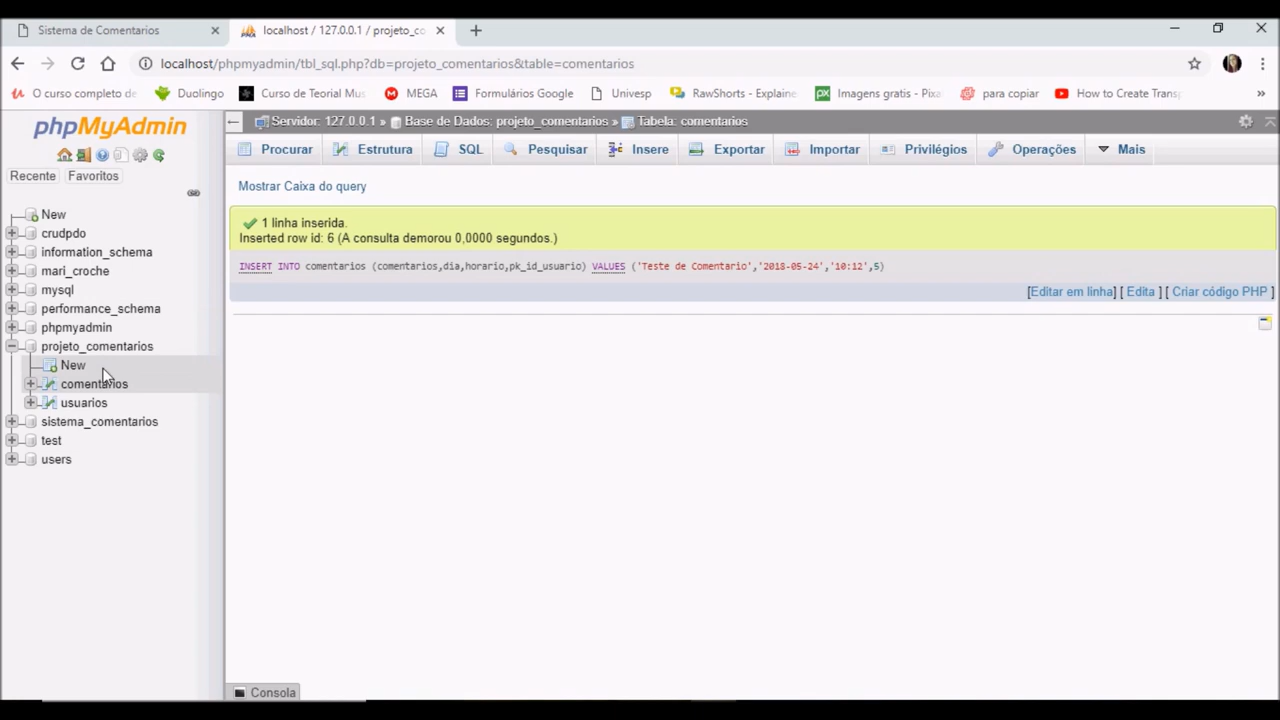 Sistema de Comentarios
localhost / 127.0.0.1 / projeto_co
localhost/phpmyadmin/tbl_sql.php?db=projeto_comentarios&table=comentarios
O curso completo de
Duolingo
Curso de Teorial Mus
MEGA
Formulários Google
Univesp
RawShorts - Explaine
Imagens gratis - Pixa
para copiar
How to Create Transp
»
phpMyAdmin
Servidor: 127.0.0.1 » Base de Dados: projeto_comentarios » Tabela: comentarios
Procurar
Estrutura
SQL
Pesquisar
Insere
Exportar
Importar
Privilégios
Operações
Mais
Recente
Favoritos
Mostrar Caixa do query
New
crudpdo
information_schema
mari_croche
mysql
performance_schema
phpmyadmin
projeto_comentarios
New
comentarios
usuarios
sistema_comentarios
test
users
1 linha inserida.
Inserted row id: 6 (A consulta demorou 0,0000 segundos.)
INSERT INTO comentarios (comentarios,dia,horario,pk_id_usuario) VALUES ('Teste de Comentario','2018-05-24','10:12',5)
[Editar em linha] [ Edita ] [ Criar código PHP ]
Consola